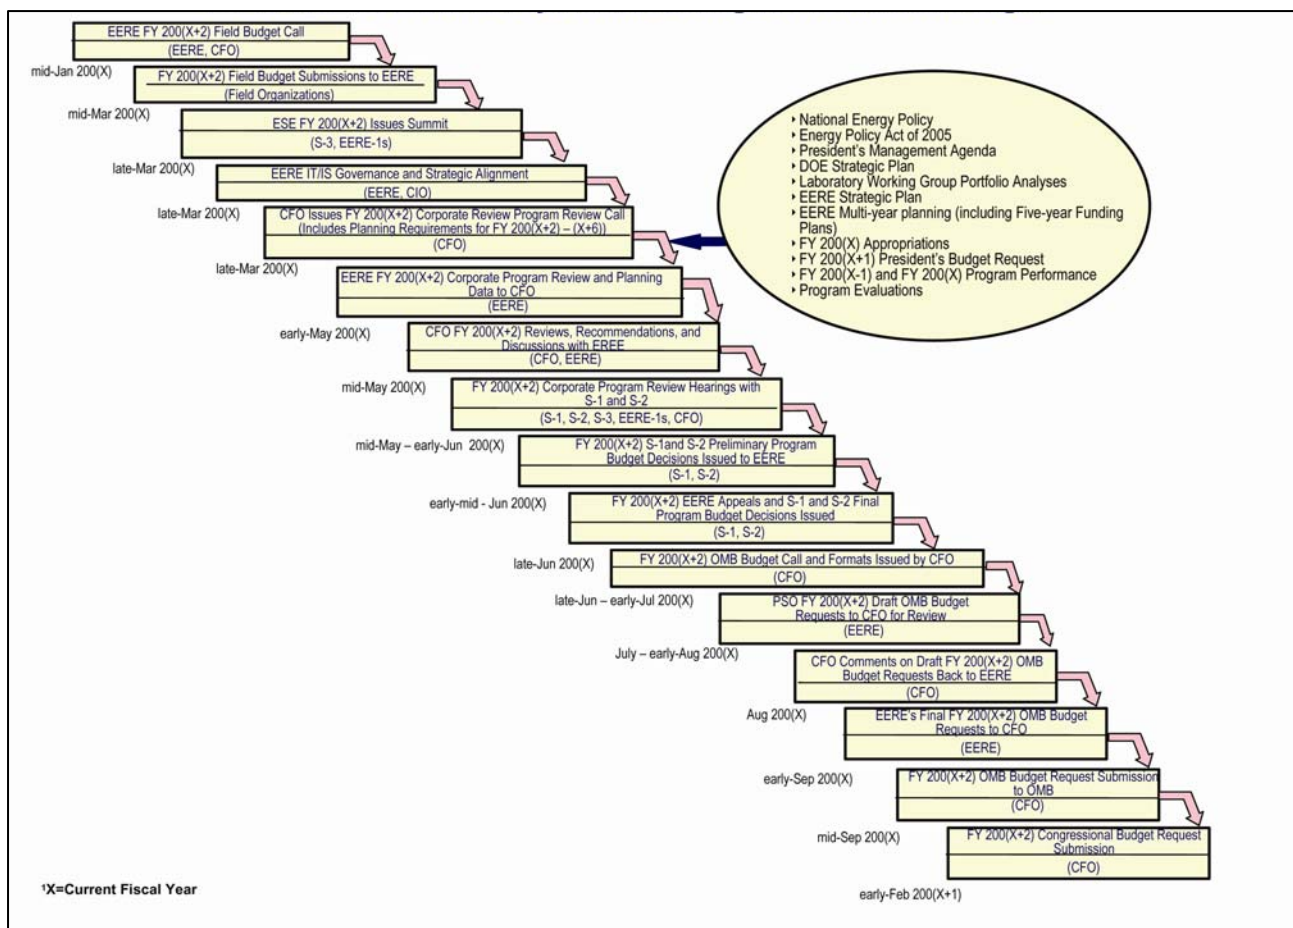 EERE FY 200(X+2) Field Budget Call
(EERE, CFO)
mid-Jan 200(X)
FY 200(X+2) Field Budget Submissions to EERE
(Field Organizations)
mid-Mar 200(X)
ESE FY 200(X+2) Issues Summit
(S-3, EERE-1s)
late-Mar 200(X)
EERE IT/IS Governance and Strategic Alignment
(EERE, CIO)
late-Mar 200(X)
CFO Issues FY 200(X+2) Corporate Review Program Review Call
(Includes Planning Requirements for FY 200(X+2) – (X+6))
(CFO)
late-Mar 200(X)
‣ National Energy Policy
‣ Energy Policy Act of 2005
‣ President's Management Agenda
‣ DOE Strategic Plan
‣ Laboratory Working Group Portfolio Analyses
‣ EERE Strategic Plan
‣ EERE Multi-year planning (including Five-year Funding
Plans)
‣ FY 200(X) Appropriations
‣ FY 200(X+1) President's Budget Request
‣ FY 200(X-1) and FY 200(X) Program Performance
‣ Program Evaluations
EERE FY 200(X+2) Corporate Program Review and Planning
Data to CFO
(EERE)
early-May 200(X)
CFO FY 200(X+2) Reviews, Recommendations, and
Discussions with EREE
(CFO, EERE)
mid-May 200(X)
FY 200(X+2) Corporate Program Review Hearings with
S-1 and S-2
(S-1, S-2, S-3, EERE-1s, CFO)
mid-May – early-Jun 200(X)
FY 200(X+2) S-1and S-2 Preliminary Program
Budget Decisions Issued to EERE
(S-1, S-2)
early-mid - Jun 200(X)
FY 200(X+2) EERE Appeals and S-1 and S-2 Final
Program Budget Decisions Issued
(S-1, S-2)
late-Jun 200(X)
FY 200(X+2) OMB Budget Call and Formats Issued by CFO
(CFO)
late-Jun – early-Jul 200(X)
PSO FY 200(X+2) Draft OMB Budget
Requests to CFO for Review
(EERE)
July – early-Aug 200(X)
CFO Comments on Draft FY 200(X+2) OMB
Budget Requests Back to EERE
(CFO)
Aug 200(X)
EERE's Final FY 200(X+2) OMB Budget
Requests to CFO
(EERE)
early-Sep 200(X)
FY 200(X+2) OMB Budget Request Submission
to OMB
(CFO)
mid-Sep 200(X)
FY 200(X+2) Congressional Budget Request
Submission
(CFO)
early-Feb 200(X+1)
¹X=Current Fiscal Year